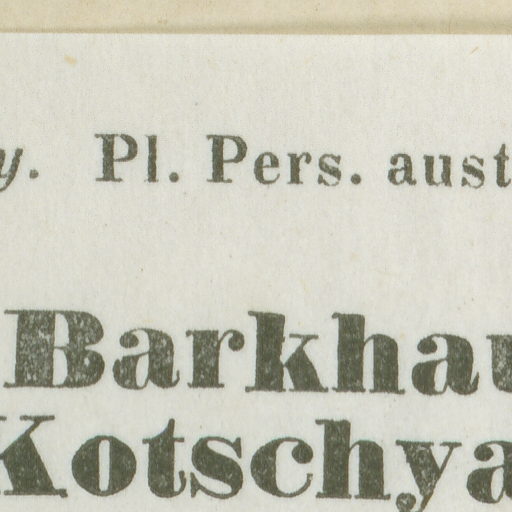 y. Pl. Pers. aust
Barkhau
Kotschya